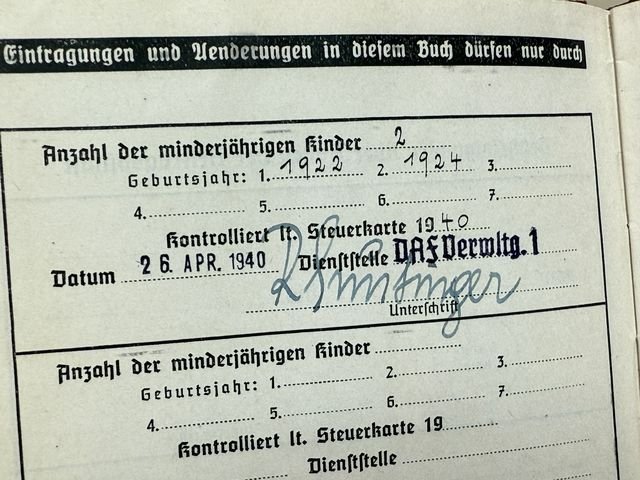 Eintragungen und Aenderungen in diesem Buch dürfen nur durch
Anzahl der minderjährigen Kinder 2
Geburtsjahr: 1. 1922 2. 1924 3.
4. 5. 6. 7.
Kontrolliert lt. Steuerkarte 1940
Datum 26. APR. 1940 Dienststelle DAF Verwltg. 1
Unterschrift
Anzahl der minderjährigen Kinder
Geburtsjahr: 1. 2. 3.
4. 5. 6. 7.
Kontrolliert lt. Steuerkarte 19
Dienststelle